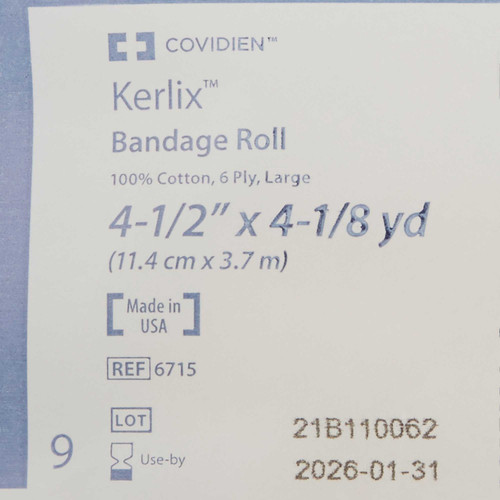 COVIDIEN™
Kerlix™
Bandage Roll
100% Cotton, 6 Ply, Large
4-1/2" x 4-1/8 yd
(11.4 cm x 3.7 m)
Made in
USA
REF 6715
LOT 21B110062
9 Use-by 2026-01-31